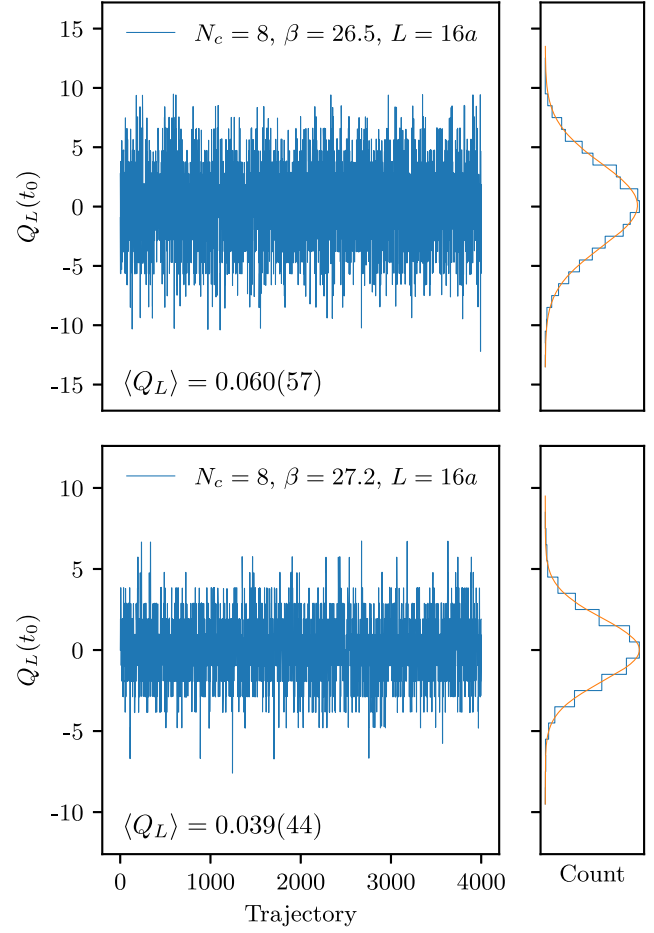 N_c = 8, β = 26.5, L = 16a
15
10
5
0
-5
-10
-15
Q_L(t_0)
⟨Q_L⟩ = 0.060(57)
N_c = 8, β = 27.2, L = 16a
10
5
0
-5
-10
Q_L(t_0)
⟨Q_L⟩ = 0.039(44)
0 1000 2000 3000 4000
Trajectory
Count